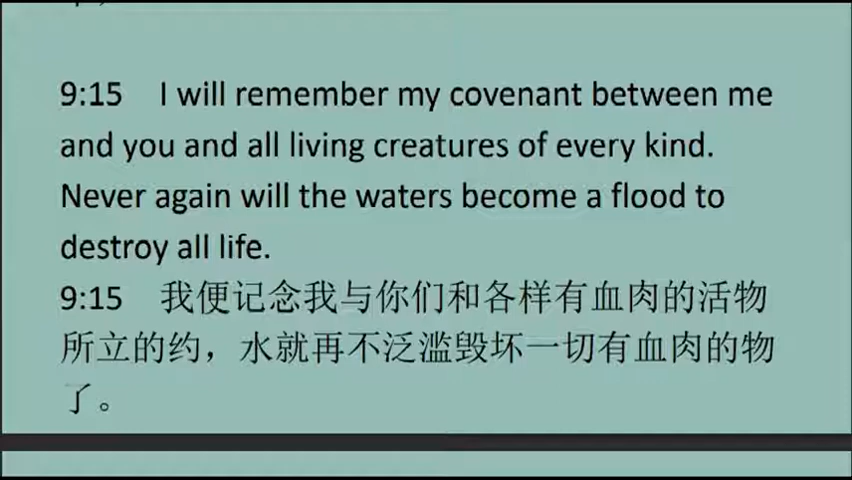 9:15 I will remember my covenant between me
and you and all living creatures of every kind.
Never again will the waters become a flood to
destroy all life.
9:15 我便记念我与你们和各样有血肉的活物
所立的约，水就再不泛滥毁坏一切有血肉的物
了。